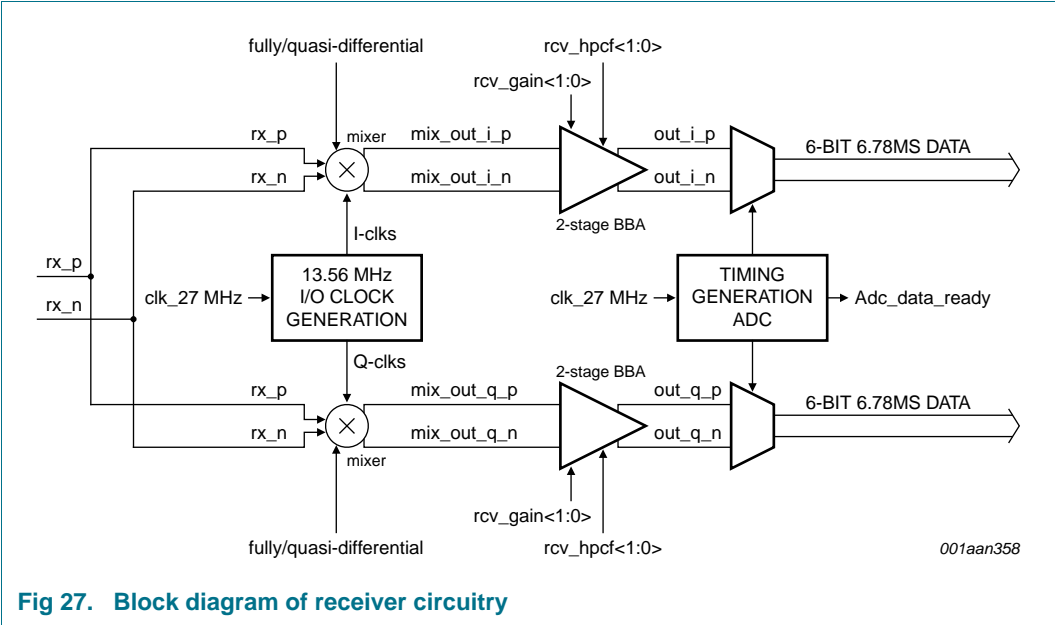 fully/quasi-differential
rcv_hpcf<1:0>
rcv_gain<1:0>
rx_p
mixer
mix_out_i_p
out_i_p
6-BIT 6.78MS DATA
rx_n
mix_out_i_n
out_i_n
2-stage BBA
I-clks
rx_p
rx_n
clk_27 MHz
13.56 MHz
I/O CLOCK
GENERATION
clk_27 MHz
TIMING
GENERATION
ADC
Adc_data_ready
Q-clks
2-stage BBA
rx_p
mix_out_q_p
out_q_p
6-BIT 6.78MS DATA
rx_n
mixer
mix_out_q_n
out_q_n
rcv_gain<1:0>
fully/quasi-differential
rcv_hpcf<1:0>
001aan358
Fig 27. Block diagram of receiver circuitry